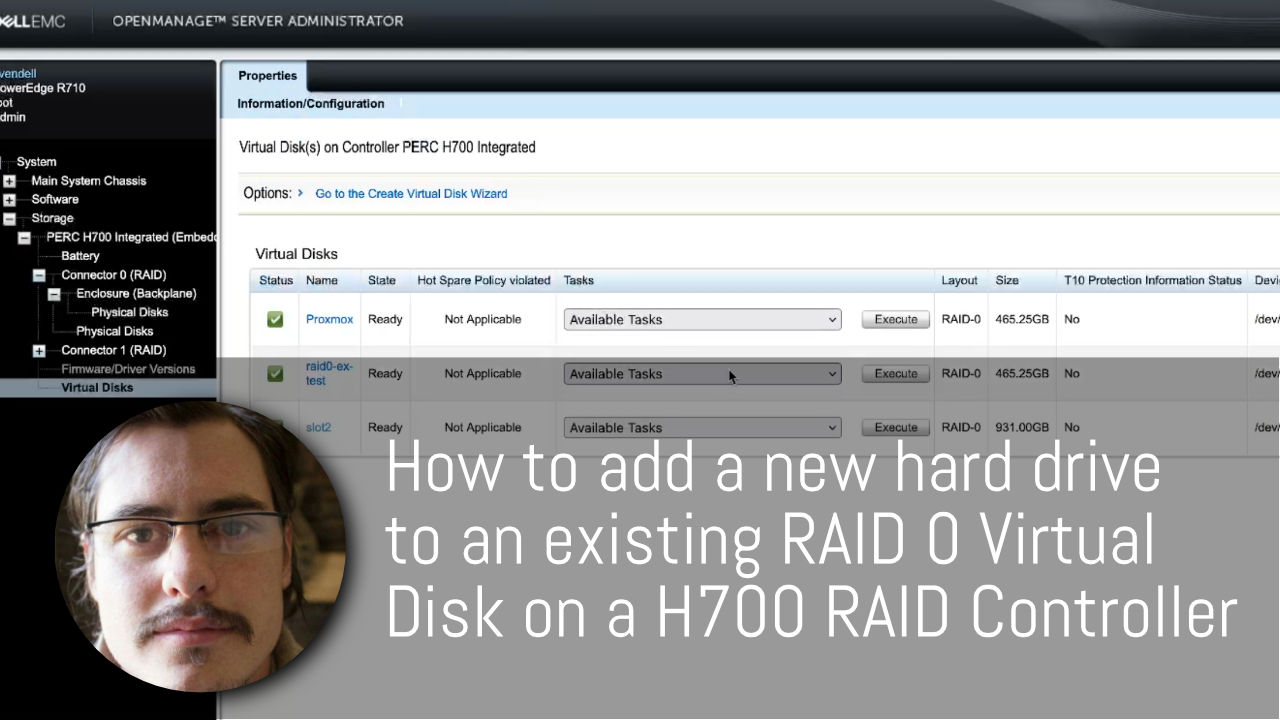 DELLEMC OPENMANAGE™ SERVER ADMINISTRATOR
vendell
owerEdge R710
oot
dmin
System
Main System Chassis
Software
Storage
PERC H700 Integrated (Embedd
Battery
Connector 0 (RAID)
Enclosure (Backplane)
Physical Disks
Physical Disks
Connector 1 (RAID)
Firmware/Driver Versions
Virtual Disks
Properties
Information/Configuration
Virtual Disk(s) on Controller PERC H700 Integrated
Options: Go to the Create Virtual Disk Wizard
Virtual Disks
Status Name State Hot Spare Policy violated Tasks Layout Size T10 Protection Information Status Devi
Proxmox Ready Not Applicable Available Tasks Execute RAID-0 465.25GB No /dev/
raid0-ex-
test Ready Not Applicable Available Tasks Execute RAID-0 465.25GB No /dev/
slot2 Ready Not Applicable Available Tasks Execute RAID-0 931.00GB No /dev/
How to add a new hard drive
to an existing RAID 0 Virtual
Disk on a H700 RAID Controller